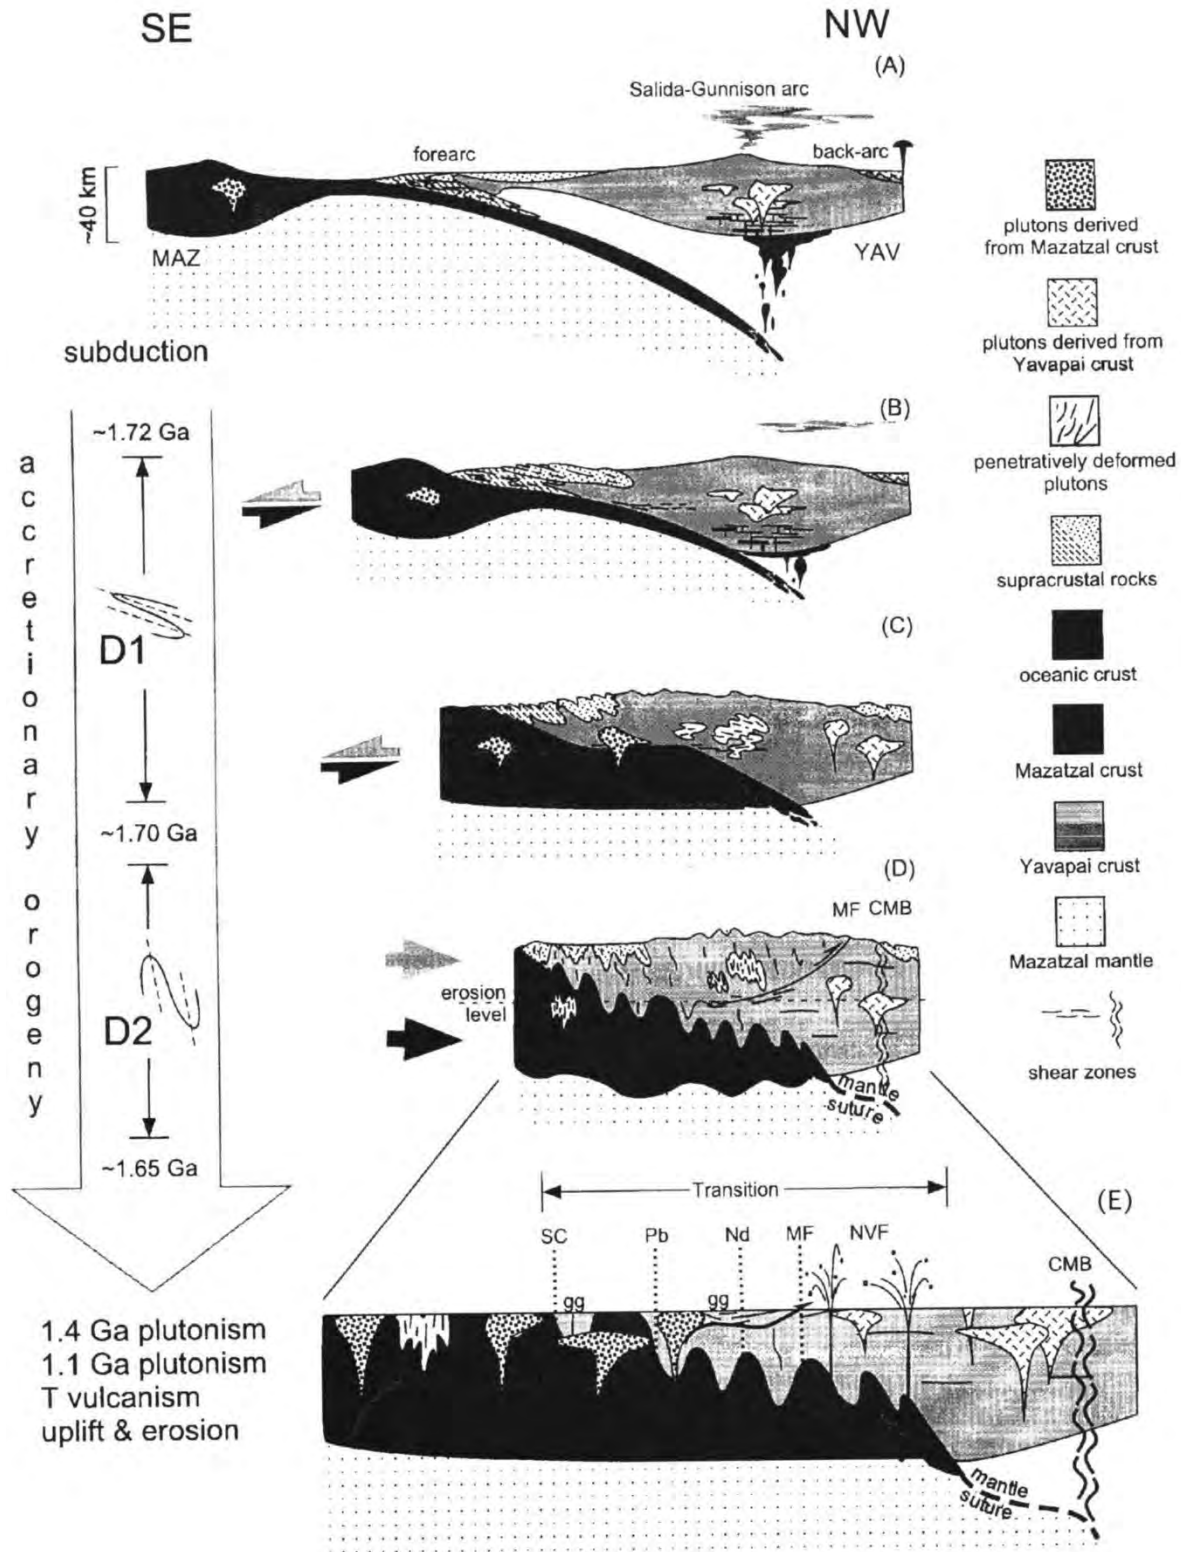 SE
NW
(A)
Salida-Gunnison arc
forearc
back-arc
~40 km
MAZ
YAV
subduction
plutons derived
from Mazatzal crust
plutons derived from
Yavapai crust
penetratively deformed
plutons
supracrustal rocks
oceanic crust
Mazatzal crust
Yavapai crust
Mazatzal mantle
shear zones
accretionary orogeny
~1.72 Ga
D1
~1.70 Ga
D2
~1.65 Ga
(B)
(C)
(D)
MF CMB
erosion
level
mantle
suture
Transition
(E)
SC
Pb
Nd
MF
NVF
CMB
gg
gg
mantle
suture
1.4 Ga plutonism
1.1 Ga plutonism
T vulcanism
uplift & erosion